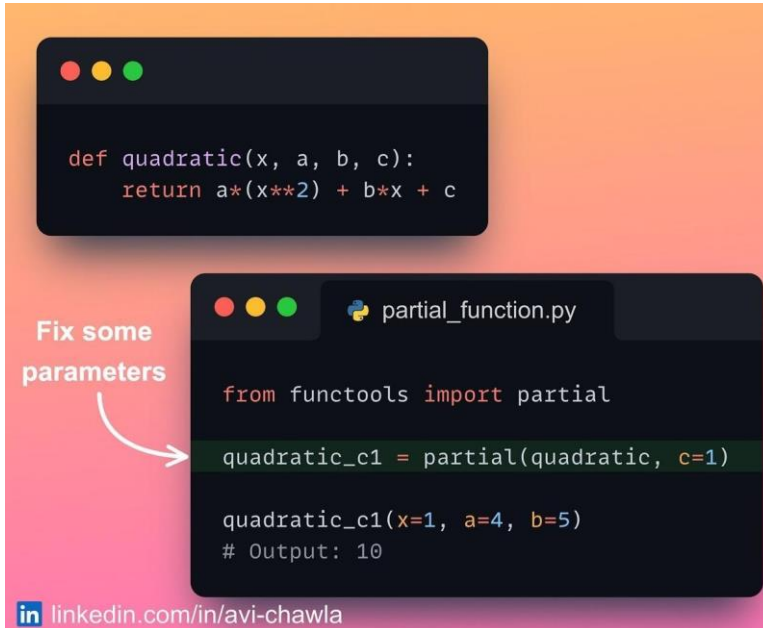 def quadratic(x, a, b, c):
    return a*(x**2) + b*x + c
partial_function.py
Fix some
parameters
from functools import partial
quadratic_c1 = partial(quadratic, c=1)
quadratic_c1(x=1, a=4, b=5)
# Output: 10
in linkedin.com/in/avi-chawla